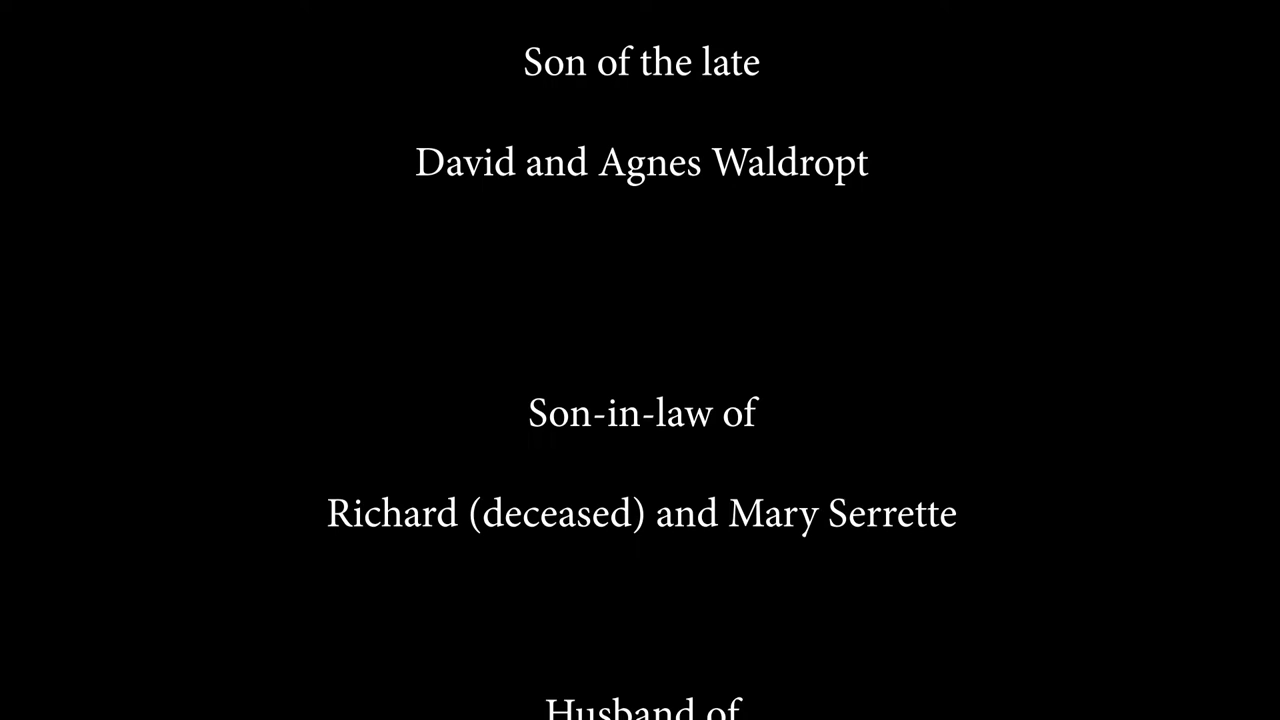 Son of the late
David and Agnes Waldropt
Son-in-law of
Richard (deceased) and Mary Serrette
Husband of